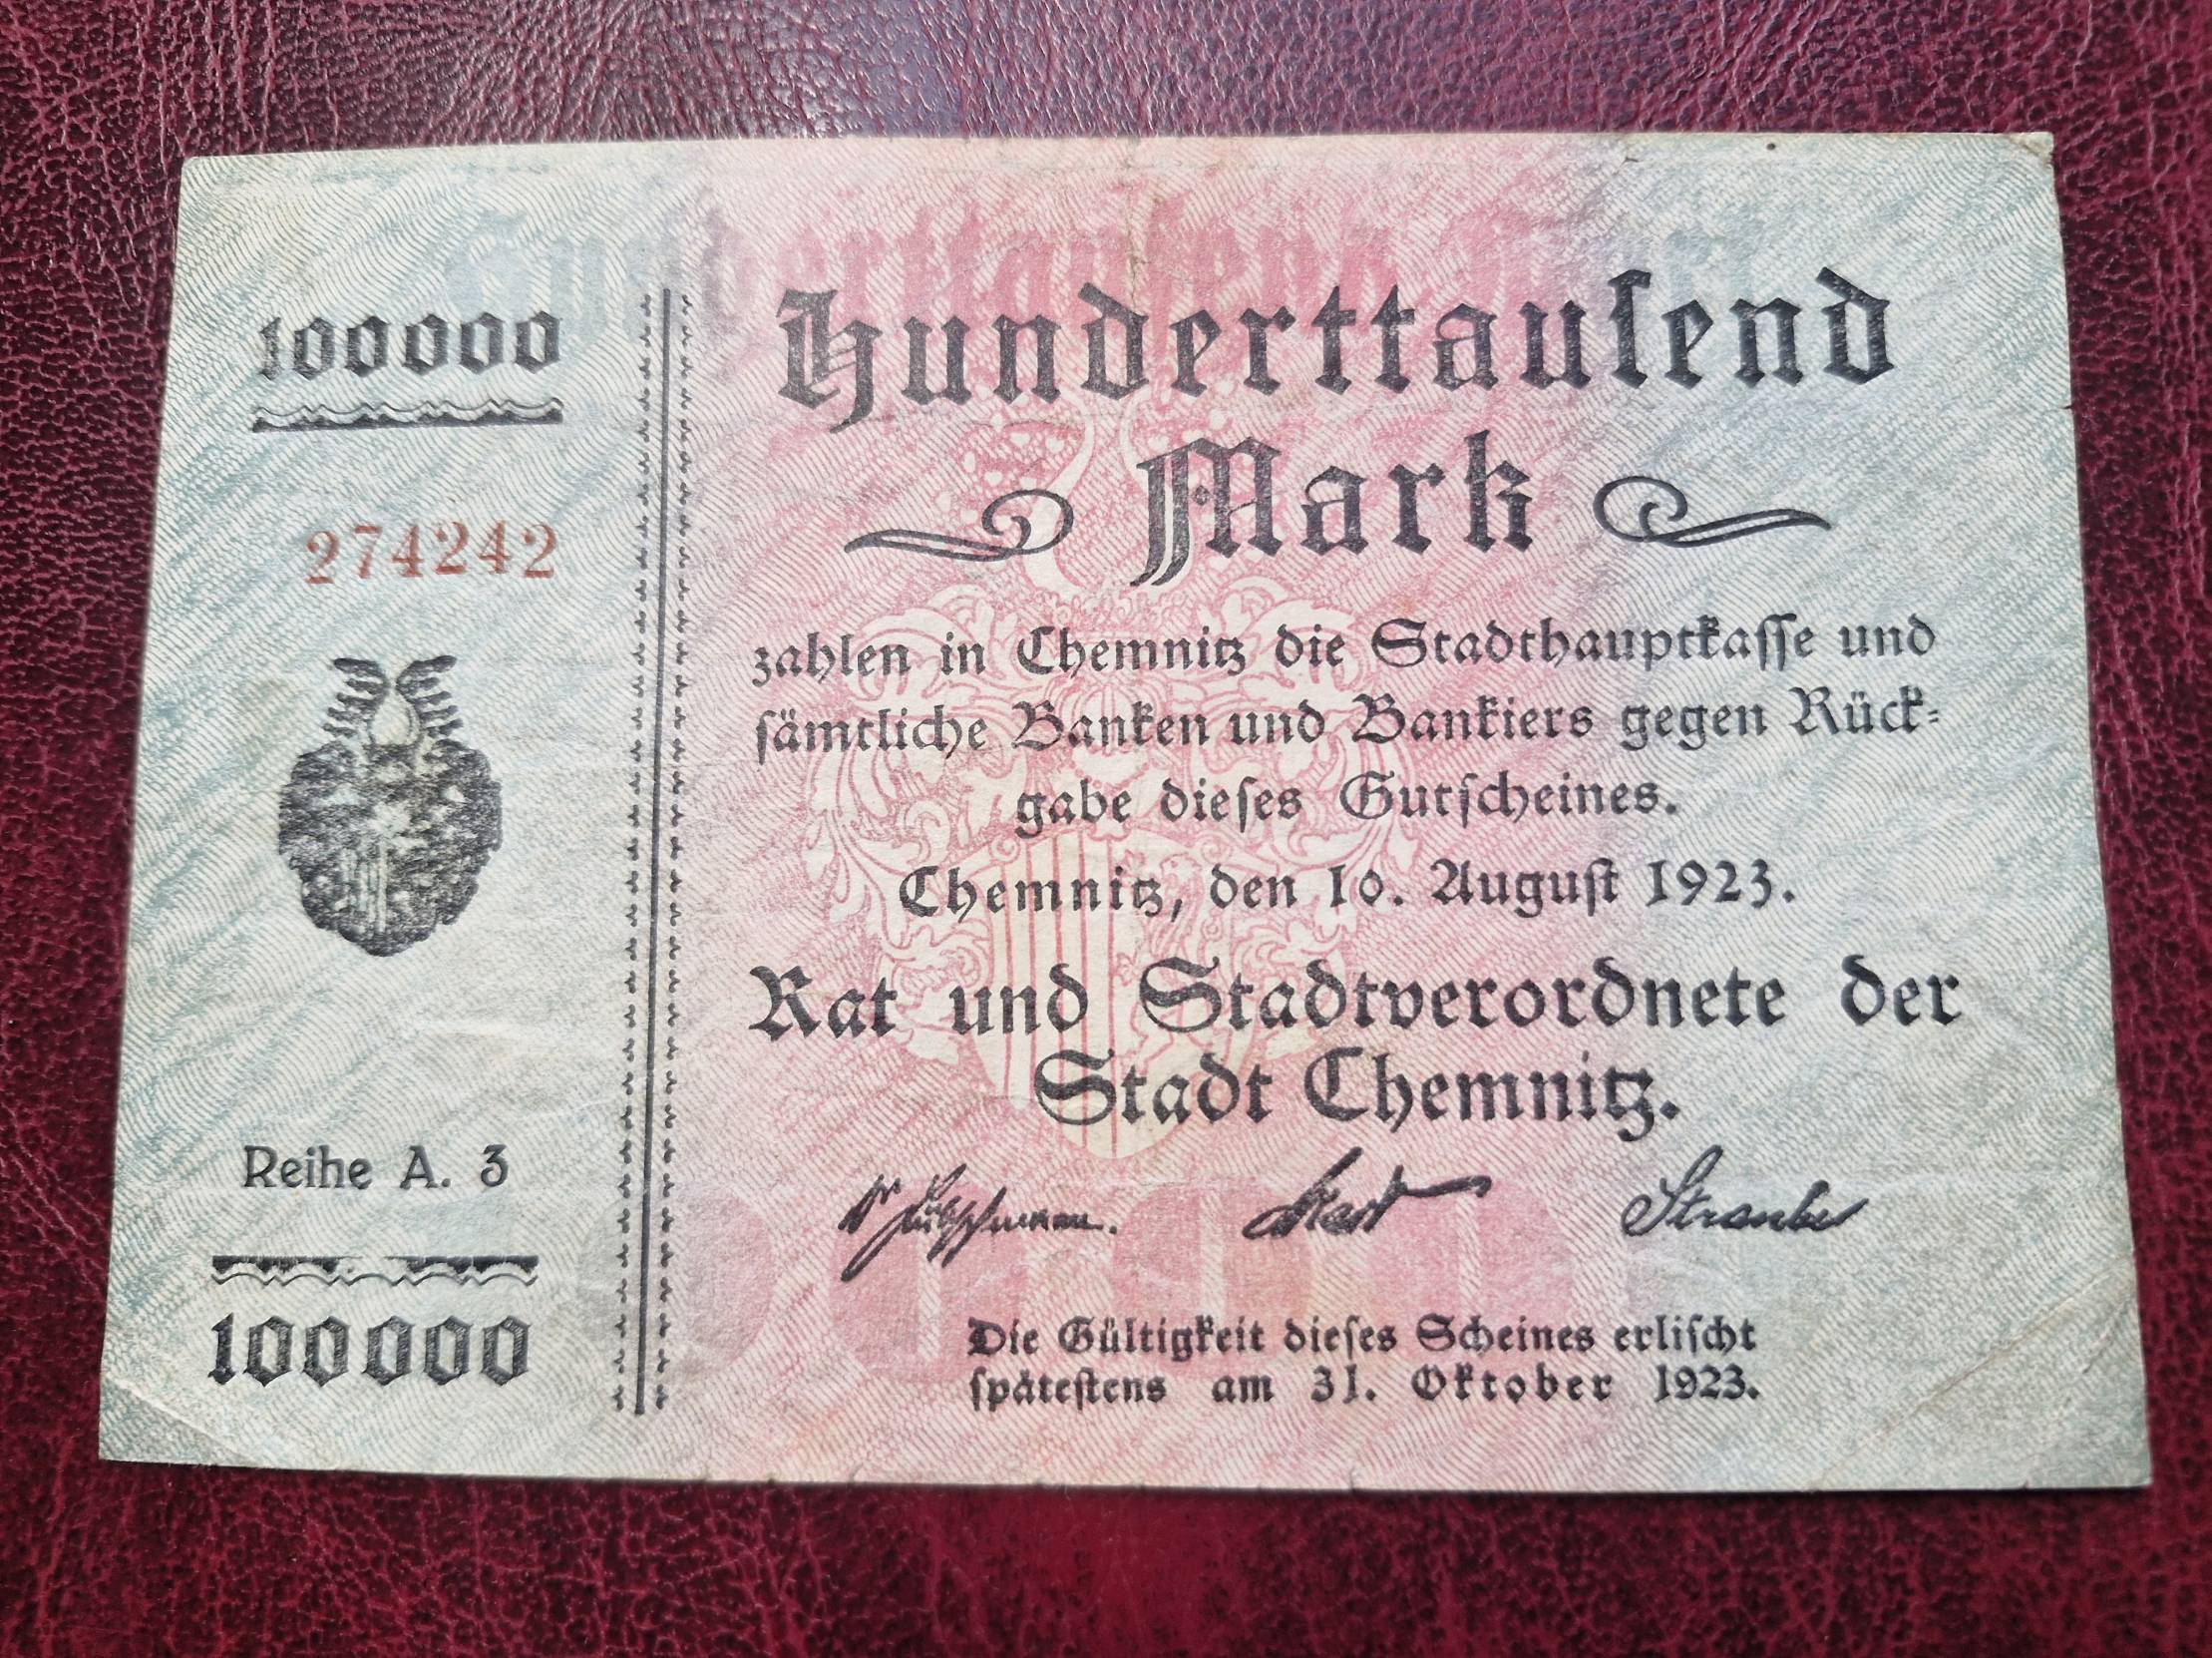 100000
274242
Reihe A. 3
100000
Hunderttauſend
Mark
zahlen in Chemnitz die Stadthauptkaſſe und
ſämtliche Banken und Bankiers gegen Rück-
gabe dieſes Gutſcheines.
Chemnitz, den 10. Auguſt 1923.
Rat und Stadtverordnete der
Stadt Chemnitz.
Die Gültigkeit dieſes Scheines erliſcht
ſpäteſtens am 31. Oktober 1923.